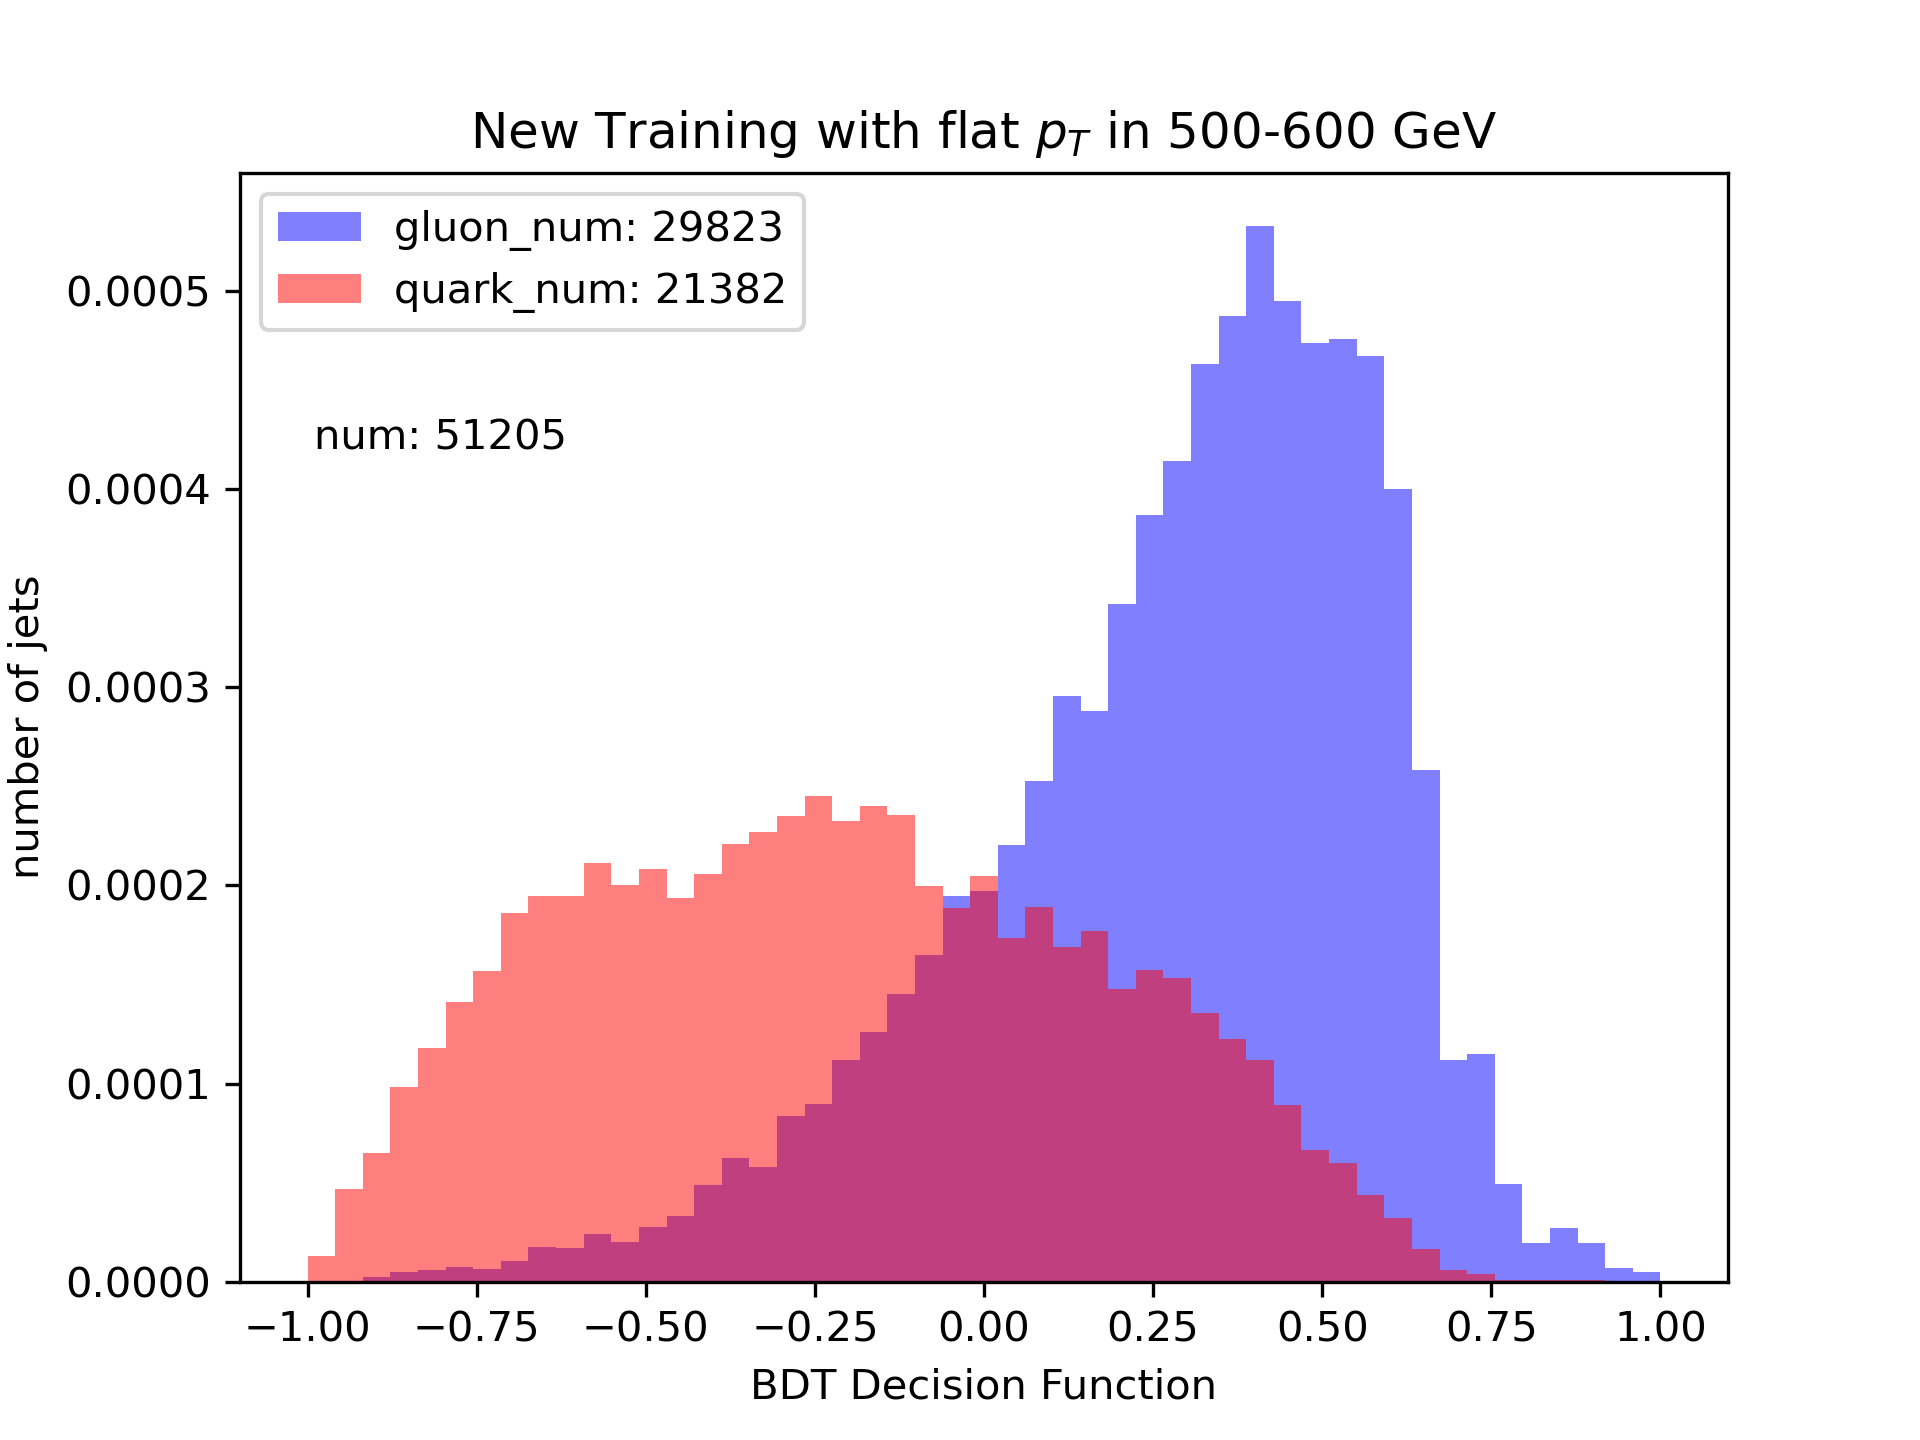 New Training with flat p_T in 500-600 GeV
gluon_num: 29823
quark_num: 21382
num: 51205
number of jets
0.0005
0.0004
0.0003
0.0002
0.0001
0.0000
−1.00 −0.75 −0.50 −0.25 0.00 0.25 0.50 0.75 1.00
BDT Decision Function